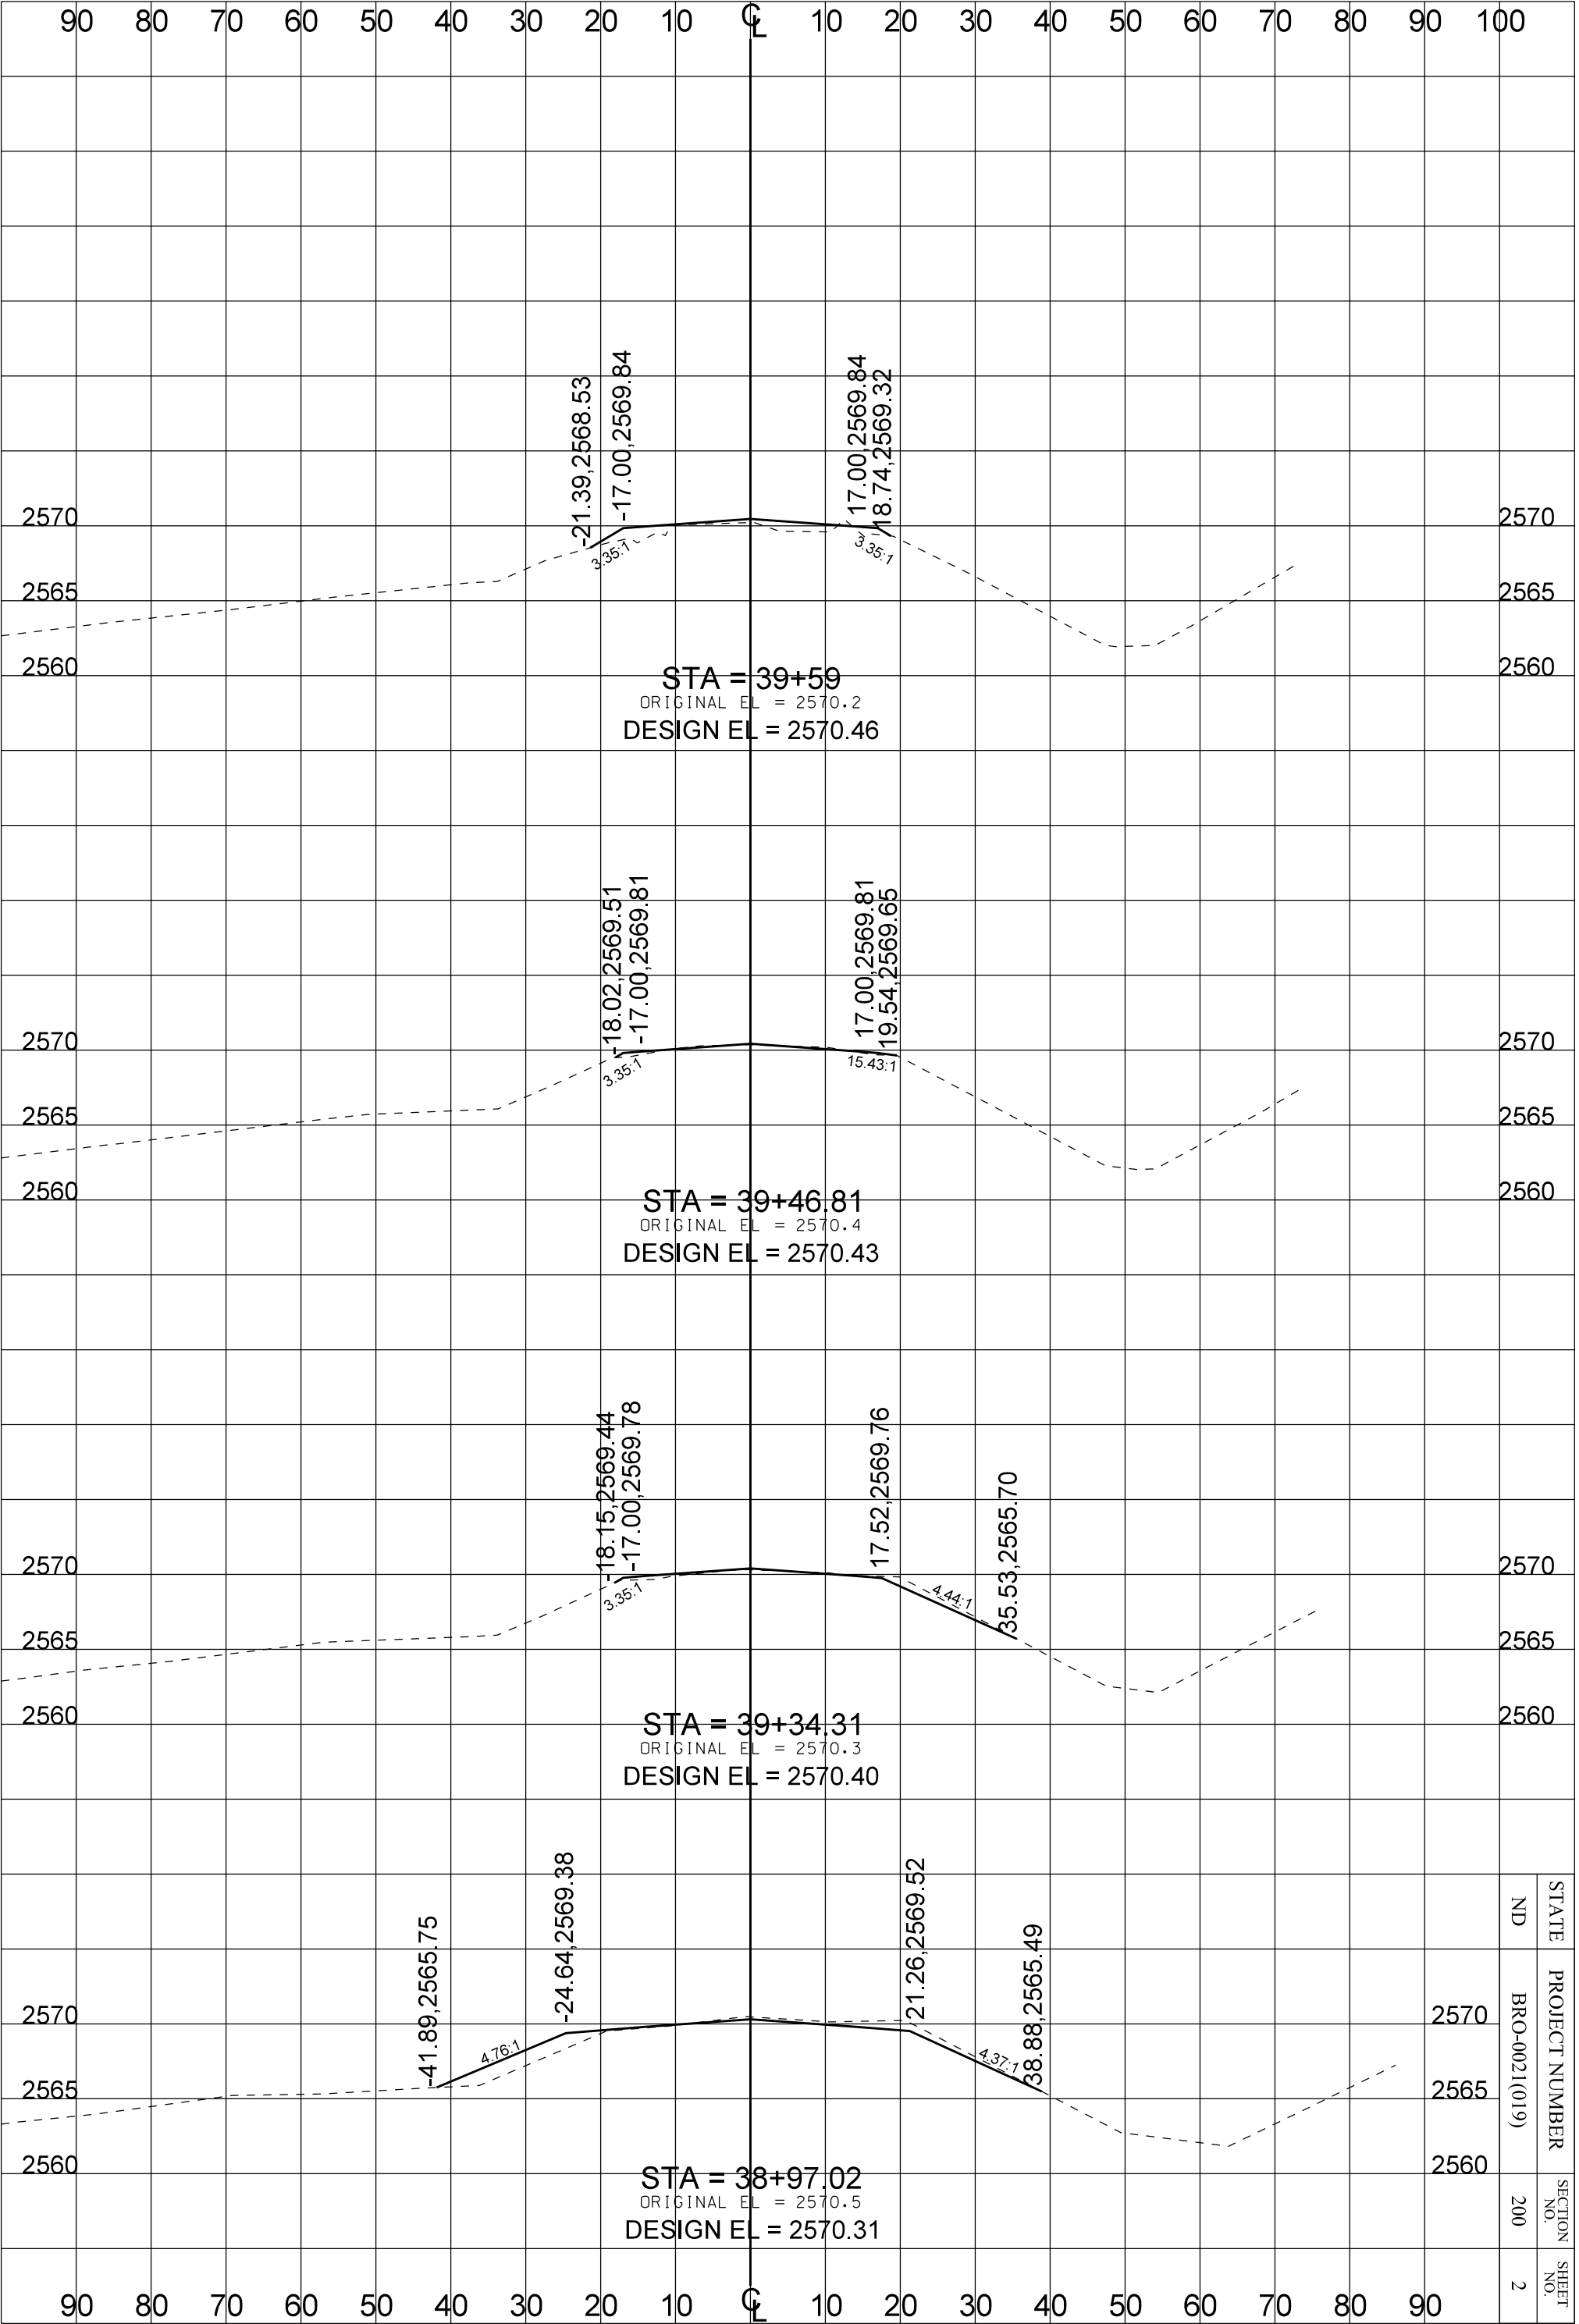 90 80 70 60 50 40 30 20 10 ℄ 10 20 30 40 50 60 70 80 90 100
-21.39,2568.53
-17.00,2569.84
17.00,2569.84
18.74,2569.32
2570 2570
3.35:1 3.35:1
2565 2565
2560 2560
STA = 39+59
ORIGINAL EL = 2570.2
DESIGN EL = 2570.46
-18.02,2569.51
-17.00,2569.81
17.00,2569.81
19.54,2569.65
2570 2570
3.35:1 15.43:1
2565 2565
2560 2560
STA = 39+46.81
ORIGINAL EL = 2570.4
DESIGN EL = 2570.43
-18.15,2569.44
-17.00,2569.78
17.52,2569.76
35.53,2565.70
2570 2570
3.35:1 4.44:1
2565 2565
2560 2560
STA = 39+34.31
ORIGINAL EL = 2570.3
DESIGN EL = 2570.40
-41.89,2565.75
-24.64,2569.38
21.26,2569.52
38.88,2565.49
2570 2570
4.76:1 4.37:1
2565 2565
2560 2560
STA = 38+97.02
ORIGINAL EL = 2570.5
DESIGN EL = 2570.31
90 80 70 60 50 40 30 20 10 ℄ 10 20 30 40 50 60 70 80 90
STATE PROJECT NUMBER SECTION NO. SHEET NO.
ND BRO-0021(019) 200 2